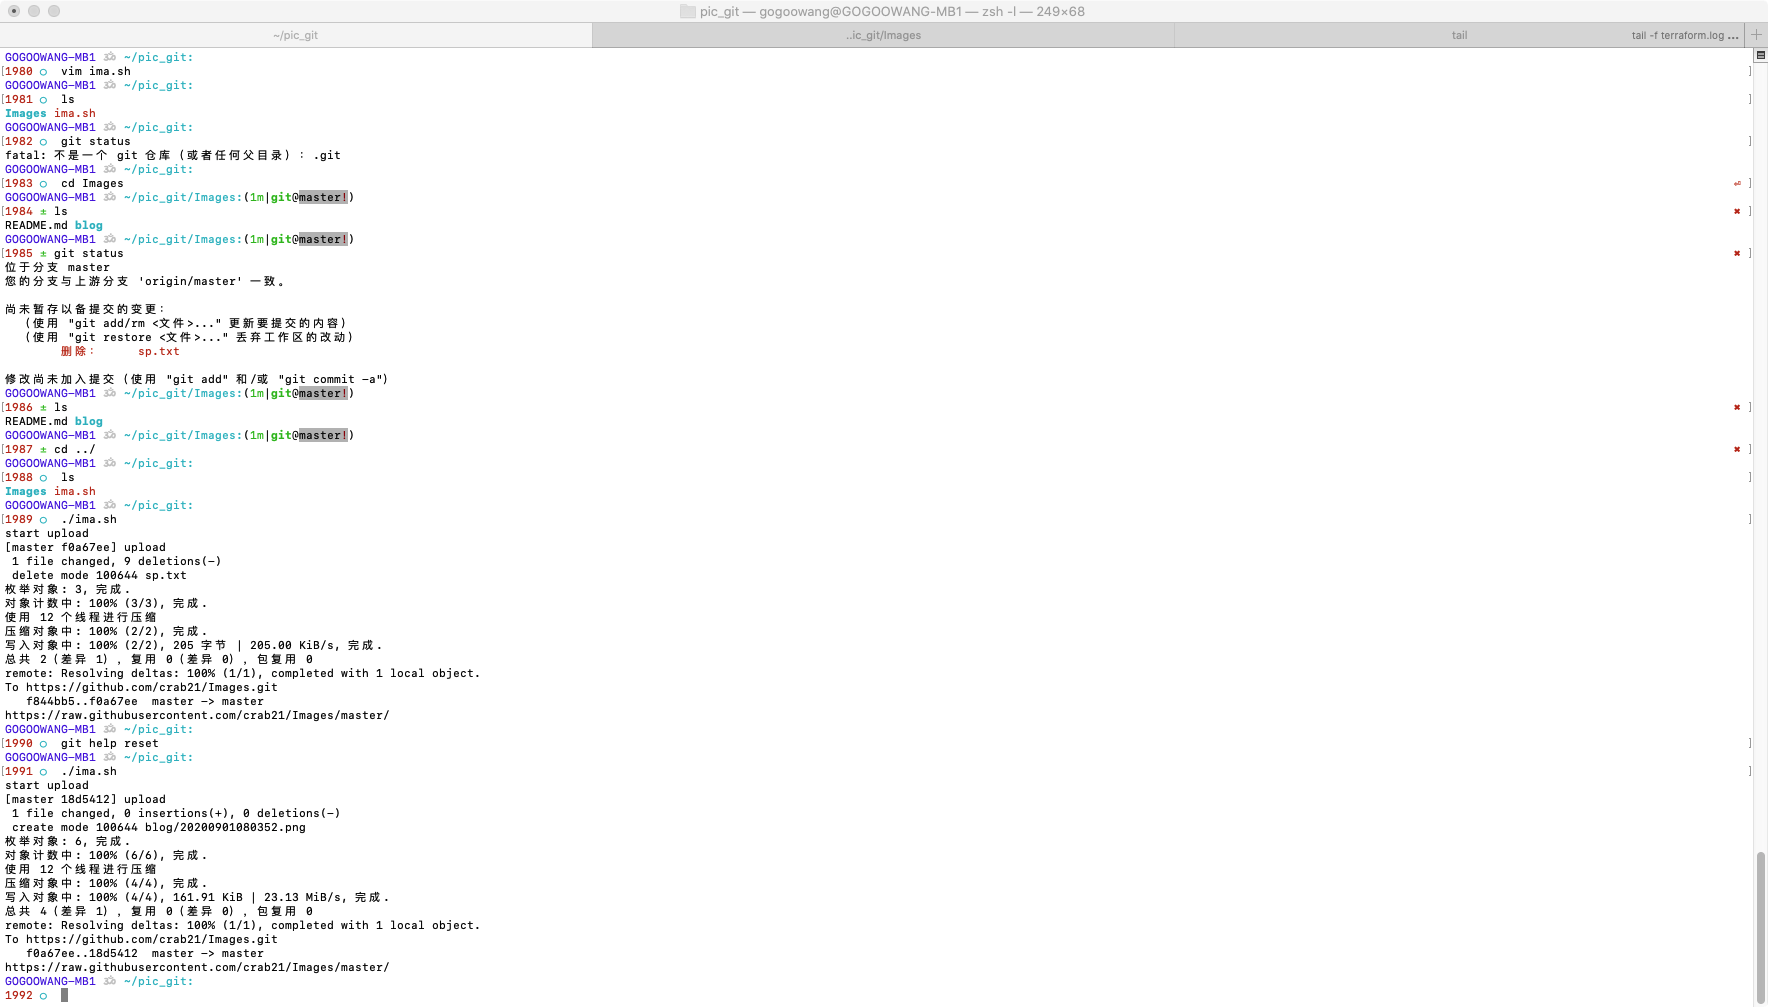 pic_git — gogoowang@GOGOOWANG-MB1 — zsh -l — 249×68
~/pic_git ..ic_git/Images tail tail -f terraform.log ...
GOGOOWANG-MB1 ~/pic_git:
[1980 ○ vim ima.sh ]
GOGOOWANG-MB1 ~/pic_git:
[1981 ○ ls ]
Images ima.sh
GOGOOWANG-MB1 ~/pic_git:
[1982 ○ git status ]
fatal: 不是一个 git 仓库（或者任何父目录）：.git
GOGOOWANG-MB1 ~/pic_git:
[1983 ○ cd Images ⏎ ]
GOGOOWANG-MB1 ~/pic_git/Images:(1m|git@master!)
[1984 ± ls ✖ ]
README.md blog
GOGOOWANG-MB1 ~/pic_git/Images:(1m|git@master!)
[1985 ± git status ✖ ]
位于分支 master
您的分支与上游分支 'origin/master' 一致。
尚未暂存以备提交的变更：
（使用 "git add/rm <文件>..." 更新要提交的内容）
（使用 "git restore <文件>..." 丢弃工作区的改动）
删除： sp.txt
修改尚未加入提交（使用 "git add" 和/或 "git commit -a"）
GOGOOWANG-MB1 ~/pic_git/Images:(1m|git@master!)
[1986 ± ls ✖ ]
README.md blog
GOGOOWANG-MB1 ~/pic_git/Images:(1m|git@master!)
[1987 ± cd ../ ✖ ]
GOGOOWANG-MB1 ~/pic_git:
[1988 ○ ls ]
Images ima.sh
GOGOOWANG-MB1 ~/pic_git:
[1989 ○ ./ima.sh ]
start upload
[master f0a67ee] upload
1 file changed, 9 deletions(-)
delete mode 100644 sp.txt
枚举对象: 3, 完成.
对象计数中: 100% (3/3), 完成.
使用 12 个线程进行压缩
压缩对象中: 100% (2/2), 完成.
写入对象中: 100% (2/2), 205 字节 | 205.00 KiB/s, 完成.
总共 2（差异 1），复用 0（差异 0），包复用 0
remote: Resolving deltas: 100% (1/1), completed with 1 local object.
To https://github.com/crab21/Images.git
f844bb5..f0a67ee master -> master
https://raw.githubusercontent.com/crab21/Images/master/
GOGOOWANG-MB1 ~/pic_git:
[1990 ○ git help reset ]
GOGOOWANG-MB1 ~/pic_git:
[1991 ○ ./ima.sh ]
start upload
[master 18d5412] upload
1 file changed, 0 insertions(+), 0 deletions(-)
create mode 100644 blog/20200901080352.png
枚举对象: 6, 完成.
对象计数中: 100% (6/6), 完成.
使用 12 个线程进行压缩
压缩对象中: 100% (4/4), 完成.
写入对象中: 100% (4/4), 161.91 KiB | 23.13 MiB/s, 完成.
总共 4（差异 1），复用 0（差异 0），包复用 0
remote: Resolving deltas: 100% (1/1), completed with 1 local object.
To https://github.com/crab21/Images.git
f0a67ee..18d5412 master -> master
https://raw.githubusercontent.com/crab21/Images/master/
GOGOOWANG-MB1 ~/pic_git:
1992 ○